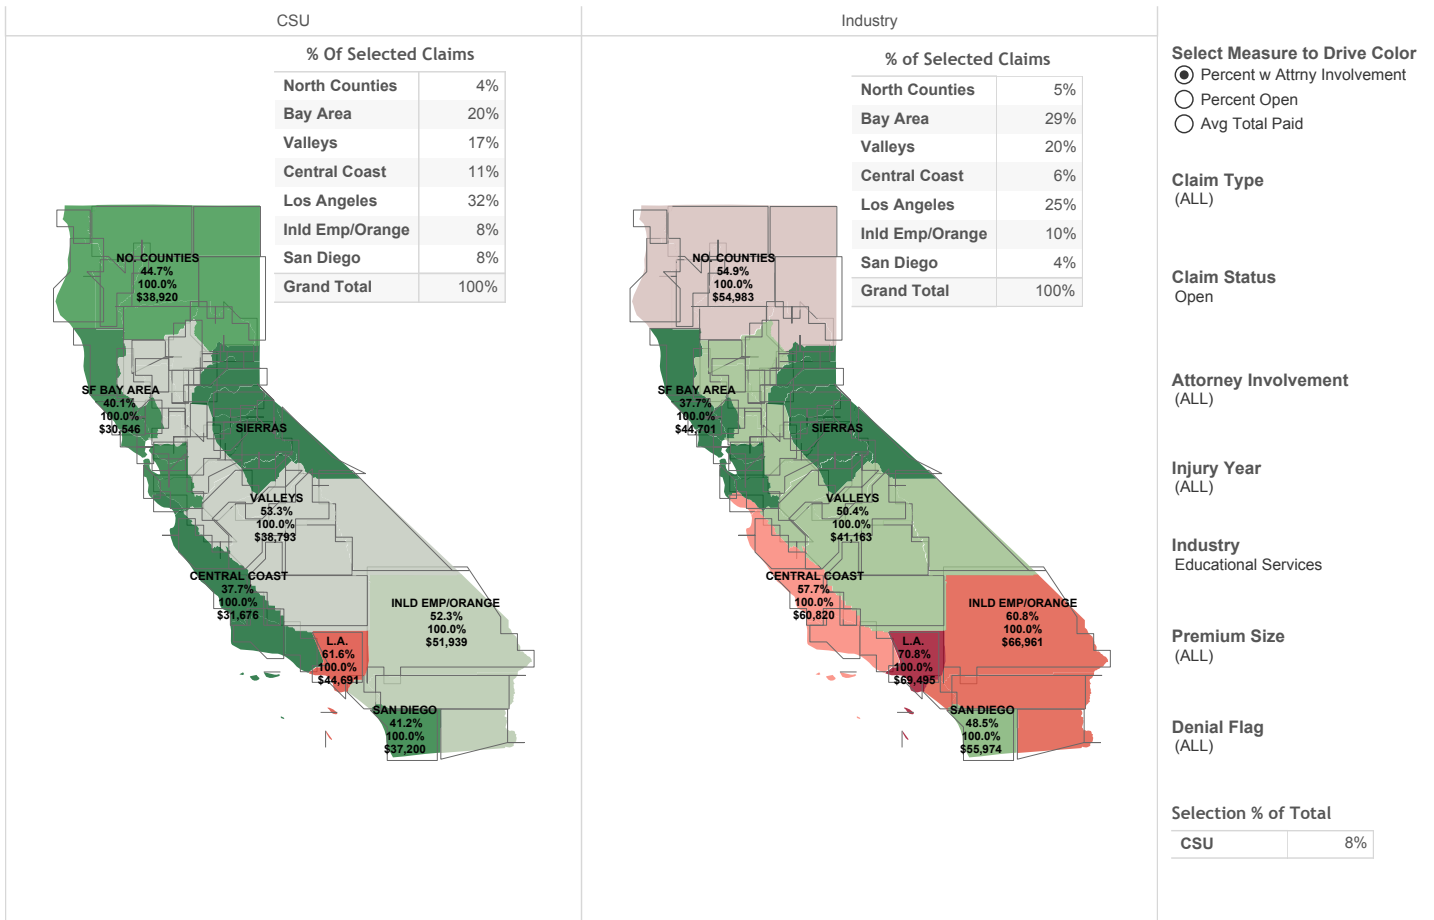 CSU
% Of Selected Claims
North Counties 4%
Bay Area 20%
Valleys 17%
Central Coast 11%
Los Angeles 32%
Inld Emp/Orange 8%
San Diego 8%
Grand Total 100%
NO. COUNTIES
44.7%
100.0%
$38,920
SF BAY AREA
40.1%
100.0%
$30,546
SIERRAS
VALLEYS
53.3%
100.0%
$38,793
CENTRAL COAST
37.7%
100.0%
$31,676
INLD EMP/ORANGE
52.3%
100.0%
$51,939
L.A.
61.6%
100.0%
$44,691
SAN DIEGO
41.2%
100.0%
$37,200
Industry
% of Selected Claims
North Counties 5%
Bay Area 29%
Valleys 20%
Central Coast 6%
Los Angeles 25%
Inld Emp/Orange 10%
San Diego 4%
Grand Total 100%
NO. COUNTIES
54.9%
100.0%
$54,983
SF BAY AREA
37.7%
100.0%
$44,701
SIERRAS
VALLEYS
50.4%
100.0%
$41,163
CENTRAL COAST
57.7%
100.0%
$60,820
INLD EMP/ORANGE
60.8%
100.0%
$66,961
L.A.
70.8%
100.0%
$69,495
SAN DIEGO
48.5%
100.0%
$55,974
Select Measure to Drive Color
Percent w Attrny Involvement
Percent Open
Avg Total Paid
Claim Type
(ALL)
Claim Status
Open
Attorney Involvement
(ALL)
Injury Year
(ALL)
Industry
Educational Services
Premium Size
(ALL)
Denial Flag
(ALL)
Selection % of Total
CSU 8%